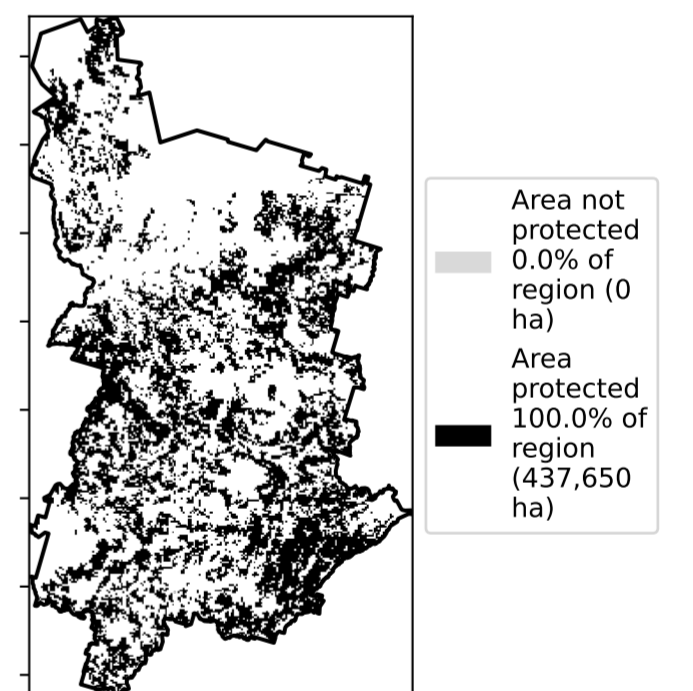 Area not
protected
0.0% of
region (0
ha)
Area
protected
100.0% of
region
(437,650
ha)